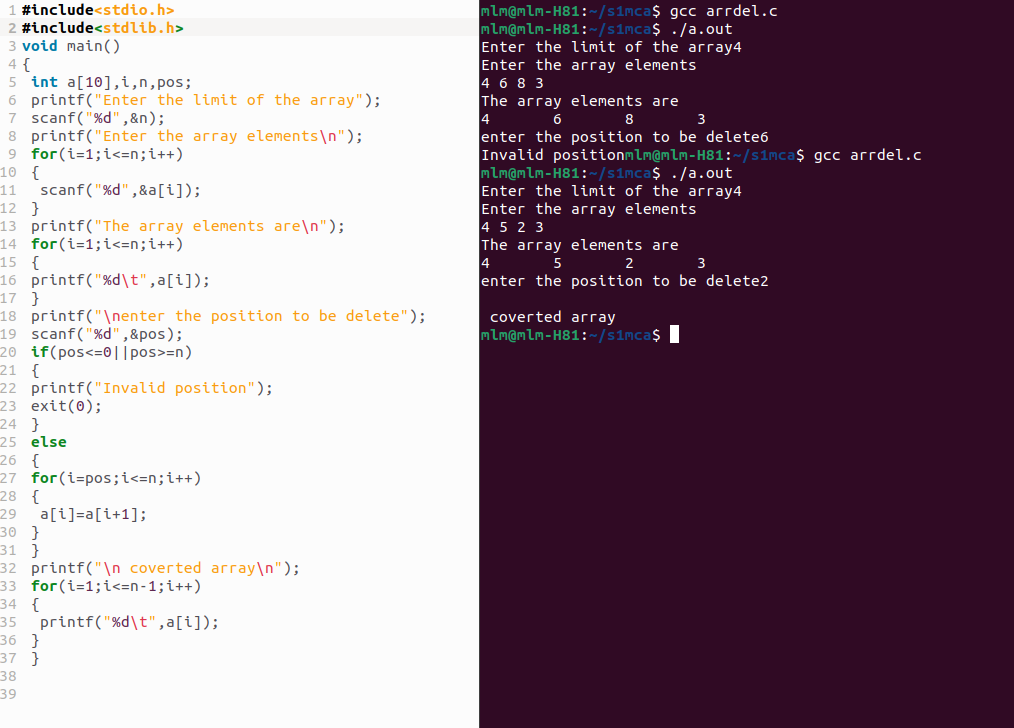 1 #include<stdio.h>
2 #include<stdlib.h>
3 void main()
4 {
5 int a[10],i,n,pos;
6 printf("Enter the limit of the array");
7 scanf("%d",&n);
8 printf("Enter the array elements\n");
9 for(i=1;i<=n;i++)
10 {
11 scanf("%d",&a[i]);
12 }
13 printf("The array elements are\n");
14 for(i=1;i<=n;i++)
15 {
16 printf("%d\t",a[i]);
17 }
18 printf("\nenter the position to be delete");
19 scanf("%d",&pos);
20 if(pos<=0||pos>=n)
21 {
22 printf("Invalid position");
23 exit(0);
24 }
25 else
26 {
27 for(i=pos;i<=n;i++)
28 {
29 a[i]=a[i+1];
30 }
31 }
32 printf("\n coverted array\n");
33 for(i=1;i<=n-1;i++)
34 {
35 printf("%d\t",a[i]);
36 }
37 }
38
39
mlm@mlm-H81:~/s1mca$ gcc arrdel.c
mlm@mlm-H81:~/s1mca$ ./a.out
Enter the limit of the array4
Enter the array elements
4 6 8 3
The array elements are
4 6 8 3
enter the position to be delete6
Invalid positionmlm@mlm-H81:~/s1mca$ gcc arrdel.c
mlm@mlm-H81:~/s1mca$ ./a.out
Enter the limit of the array4
Enter the array elements
4 5 2 3
The array elements are
4 5 2 3
enter the position to be delete2
coverted array
mlm@mlm-H81:~/s1mca$